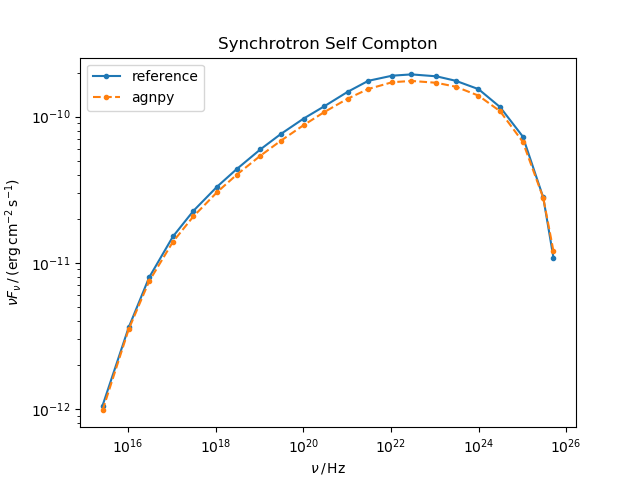 Synchrotron Self Compton
reference
agnpy
10⁻¹⁰
10⁻¹¹
10⁻¹²
νFν / (erg cm⁻² s⁻¹)
10¹⁶ 10¹⁸ 10²⁰ 10²² 10²⁴ 10²⁶
ν / Hz